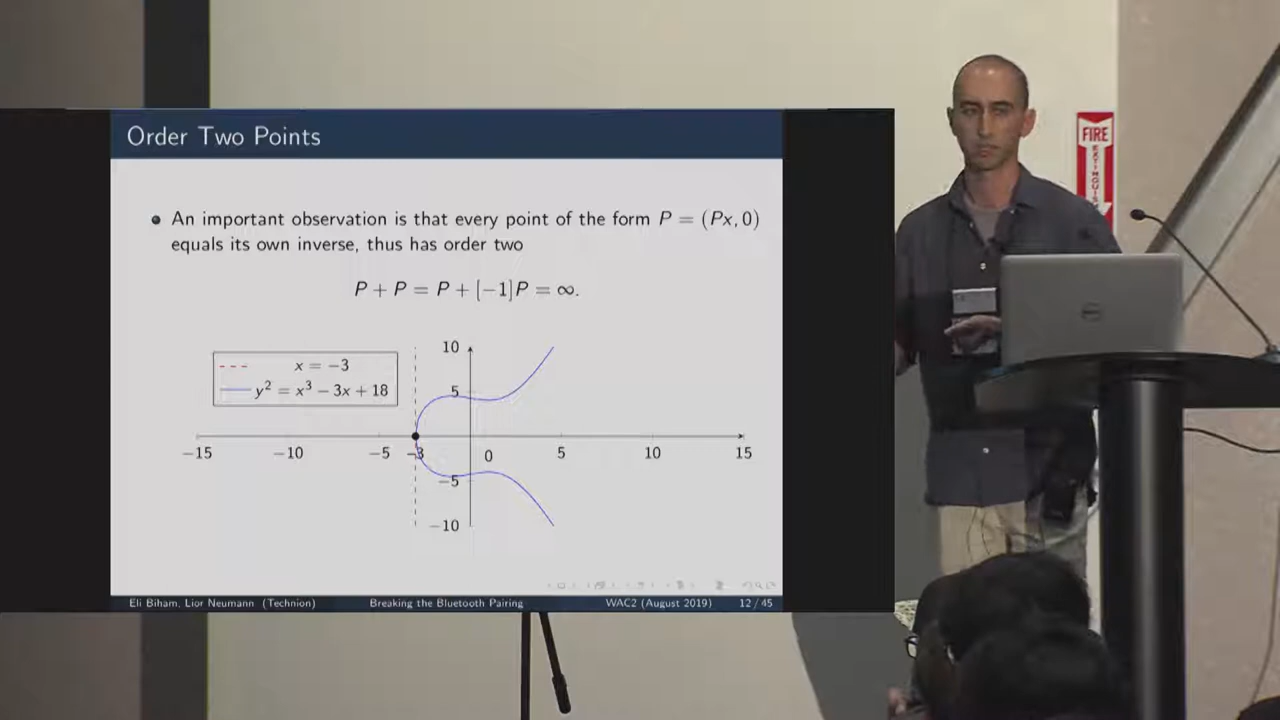 Order Two Points
An important observation is that every point of the form P = (Px, 0)
equals its own inverse, thus has order two
P + P = P + [−1]P = ∞.
x = −3
y² = x³ − 3x + 18
10
5
−15 −10 −5 −3 0 5 10 15
−5
−10
Eli Biham, Lior Neumann (Technion) Breaking the Bluetooth Pairing WAC2 (August 2019) 12 / 45
FIRE